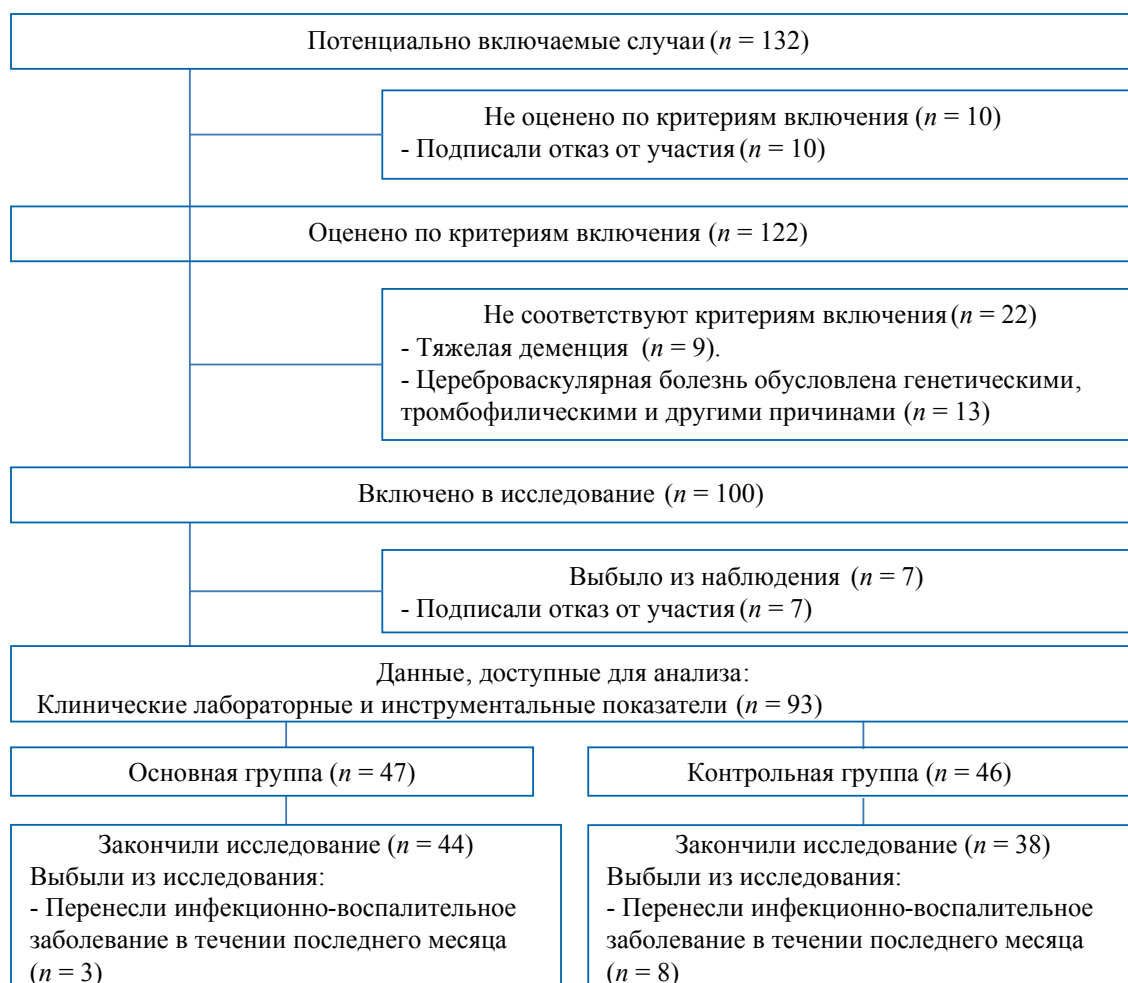 Потенциально включаемые случаи (n = 132)
Не оценено по критериям включения (n = 10)
- Подписали отказ от участия (n = 10)
Оценено по критериям включения (n = 122)
Не соответствуют критериям включения (n = 22)
- Тяжелая деменция (n = 9).
- Цереброваскулярная болезнь обусловлена генетическими,
тромбофилическими и другими причинами (n = 13)
Включено в исследование (n = 100)
Выбыло из наблюдения (n = 7)
- Подписали отказ от участия (n = 7)
Данные, доступные для анализа:
Клинические лабораторные и инструментальные показатели (n = 93)
Основная группа (n = 47)
Контрольная группа (n = 46)
Закончили исследование (n = 44)
Выбыли из исследования:
- Перенесли инфекционно-воспалительное
заболевание в течении последнего месяца
(n = 3)
Закончили исследование (n = 38)
Выбыли из исследования:
- Перенесли инфекционно-воспалительное
заболевание в течении последнего месяца
(n = 8)